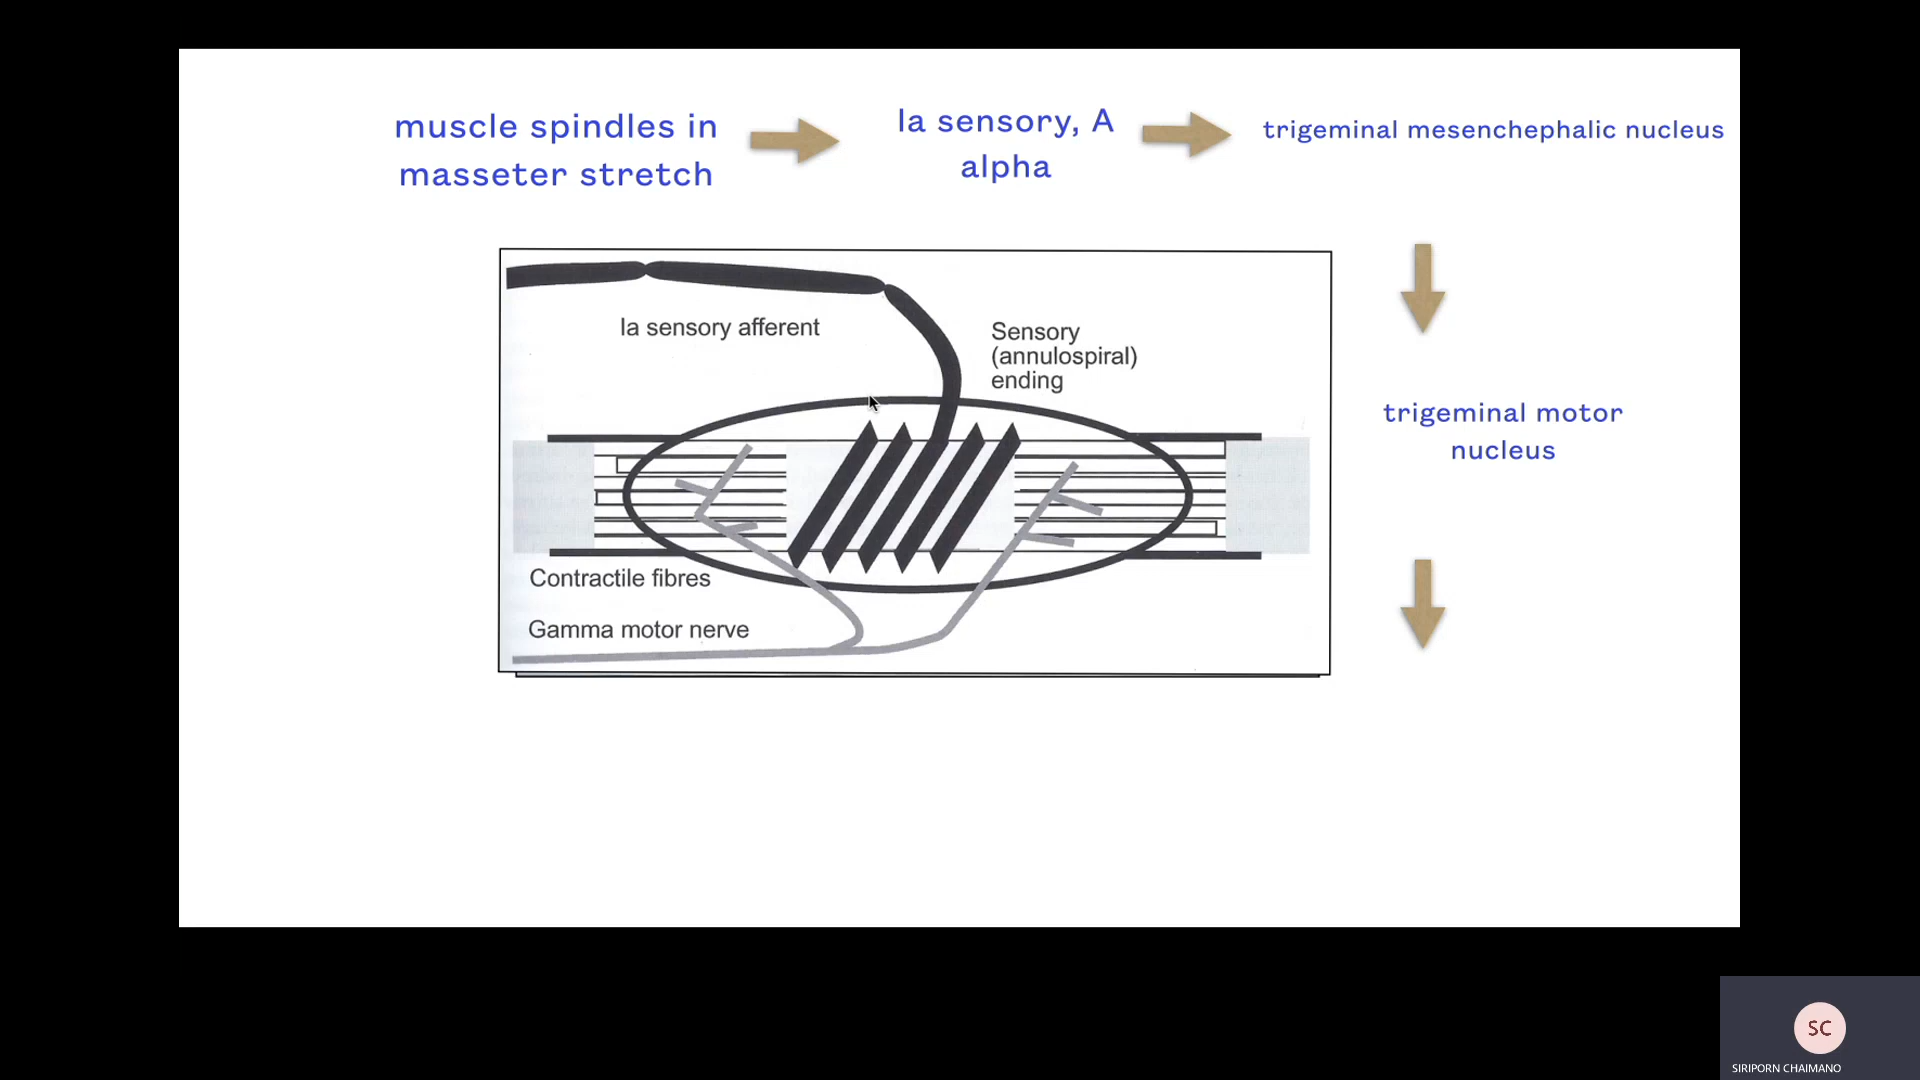 muscle spindles in
masseter stretch
Ia sensory, A
alpha
trigeminal mesenchephalic nucleus
Ia sensory afferent
Sensory
(annulospiral)
ending
trigeminal motor
nucleus
Contractile fibres
Gamma motor nerve
SC
SIRIPORN CHAIMANO